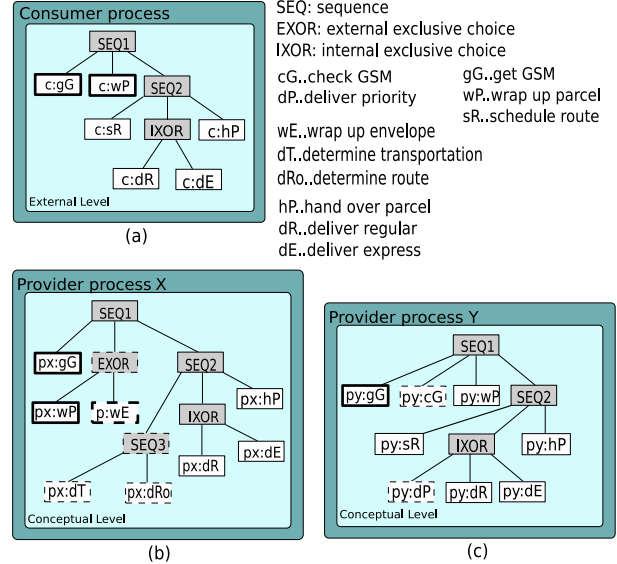 Consumer process
SEQ1
c:gG
c:wP
SEQ2
c:sR
IXOR
c:hP
c:dR
c:dE
External Level
(a)
SEQ: sequence
EXOR: external exclusive choice
IXOR: internal exclusive choice
cG..check GSM
gG..get GSM
dP..deliver priority
wP..wrap up parcel
sR..schedule route
wE..wrap up envelope
dT..determine transportation
dRo..determine route
hP..hand over parcel
dR..deliver regular
dE..deliver express
Provider process X
SEQ1
px:gG
EXOR
SEQ2
px:wP
p:wE
IXOR
px:hP
SEQ3
px:dR
px:dE
px:dT
px:dRo
Conceptual Level
(b)
Provider process Y
SEQ1
py:gG
py:cG
py:wP
SEQ2
py:sR
IXOR
py:hP
py:dP
py:dR
py:dE
Conceptual Level
(c)